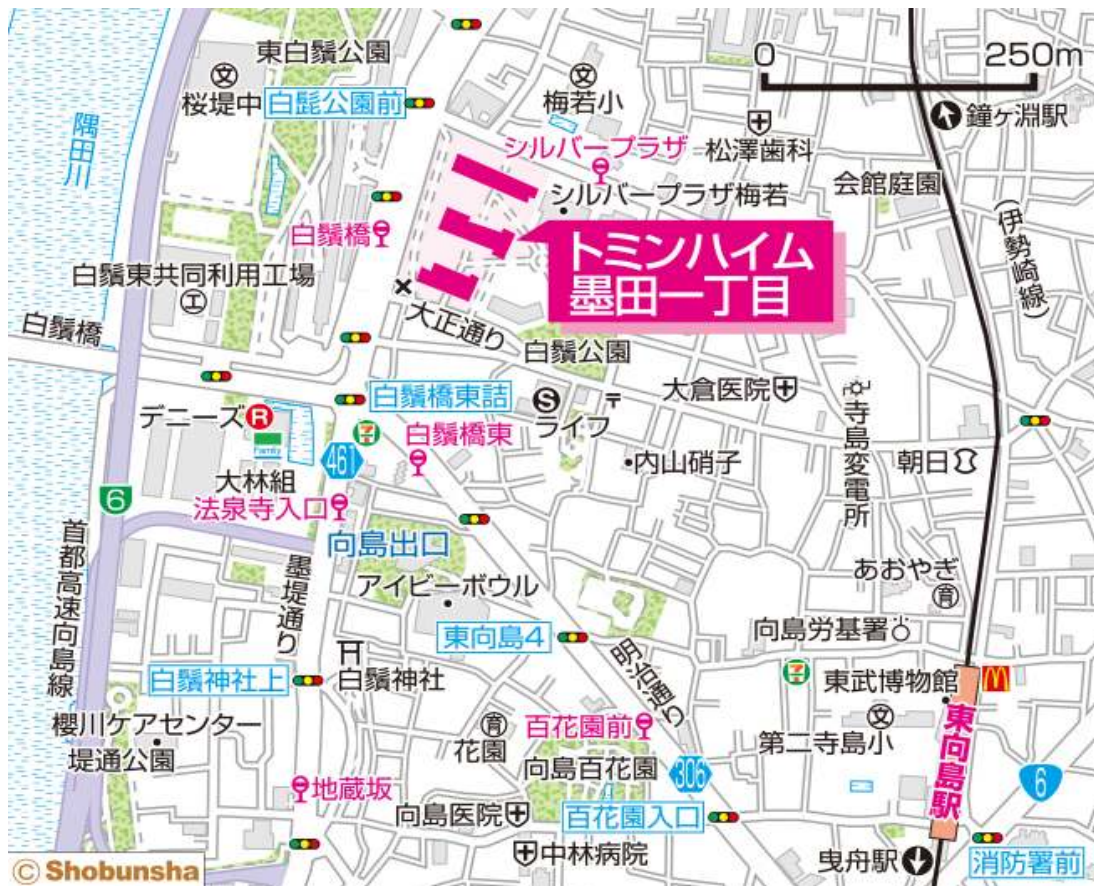 東白鬚公園
0 250m
桜堤中
白髭公園前
梅若小
鐘ヶ淵駅
隅田川
シルバープラザ
松澤歯科
シルバープラザ梅若
会館庭園
(伊勢崎線)
白鬚橋
トミンハイム
墨田一丁目
白鬚東共同利用工場
大正通り
白鬚橋
白鬚公園
白鬚橋東詰
大倉医院
デニーズ
R
S
ライフ
寺島変電所
Family
白鬚橋東
461
内山硝子
朝日
大林組
6
法泉寺入口
首都高速向島線
向島出口
墨堤通り
アイビーボウル
あおやぎ
東向島4
向島労基署
明治通り
白鬚神社上
白鬚神社
東武博物館
櫻川ケアセンター
堤通公園
花園
百花園前
第二寺島小
東向島駅
向島百花園
306
6
地蔵坂
向島医院
百花園入口
中林病院
曳舟駅
消防署前
© Shobunsha